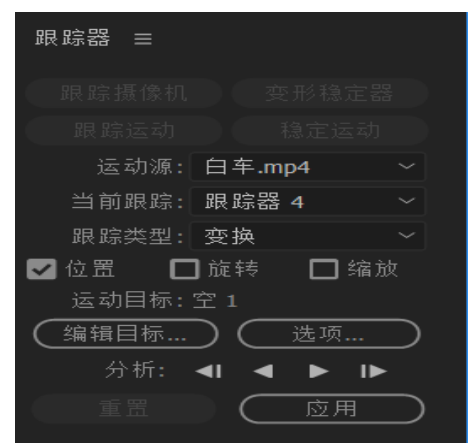 跟踪器
跟踪摄像机 变形稳定器
跟踪运动 稳定运动
运动源: 白车.mp4
当前跟踪: 跟踪器 4
跟踪类型: 变换
位置 旋转 缩放
运动目标: 空 1
编辑目标... 选项...
分析:
重置 应用